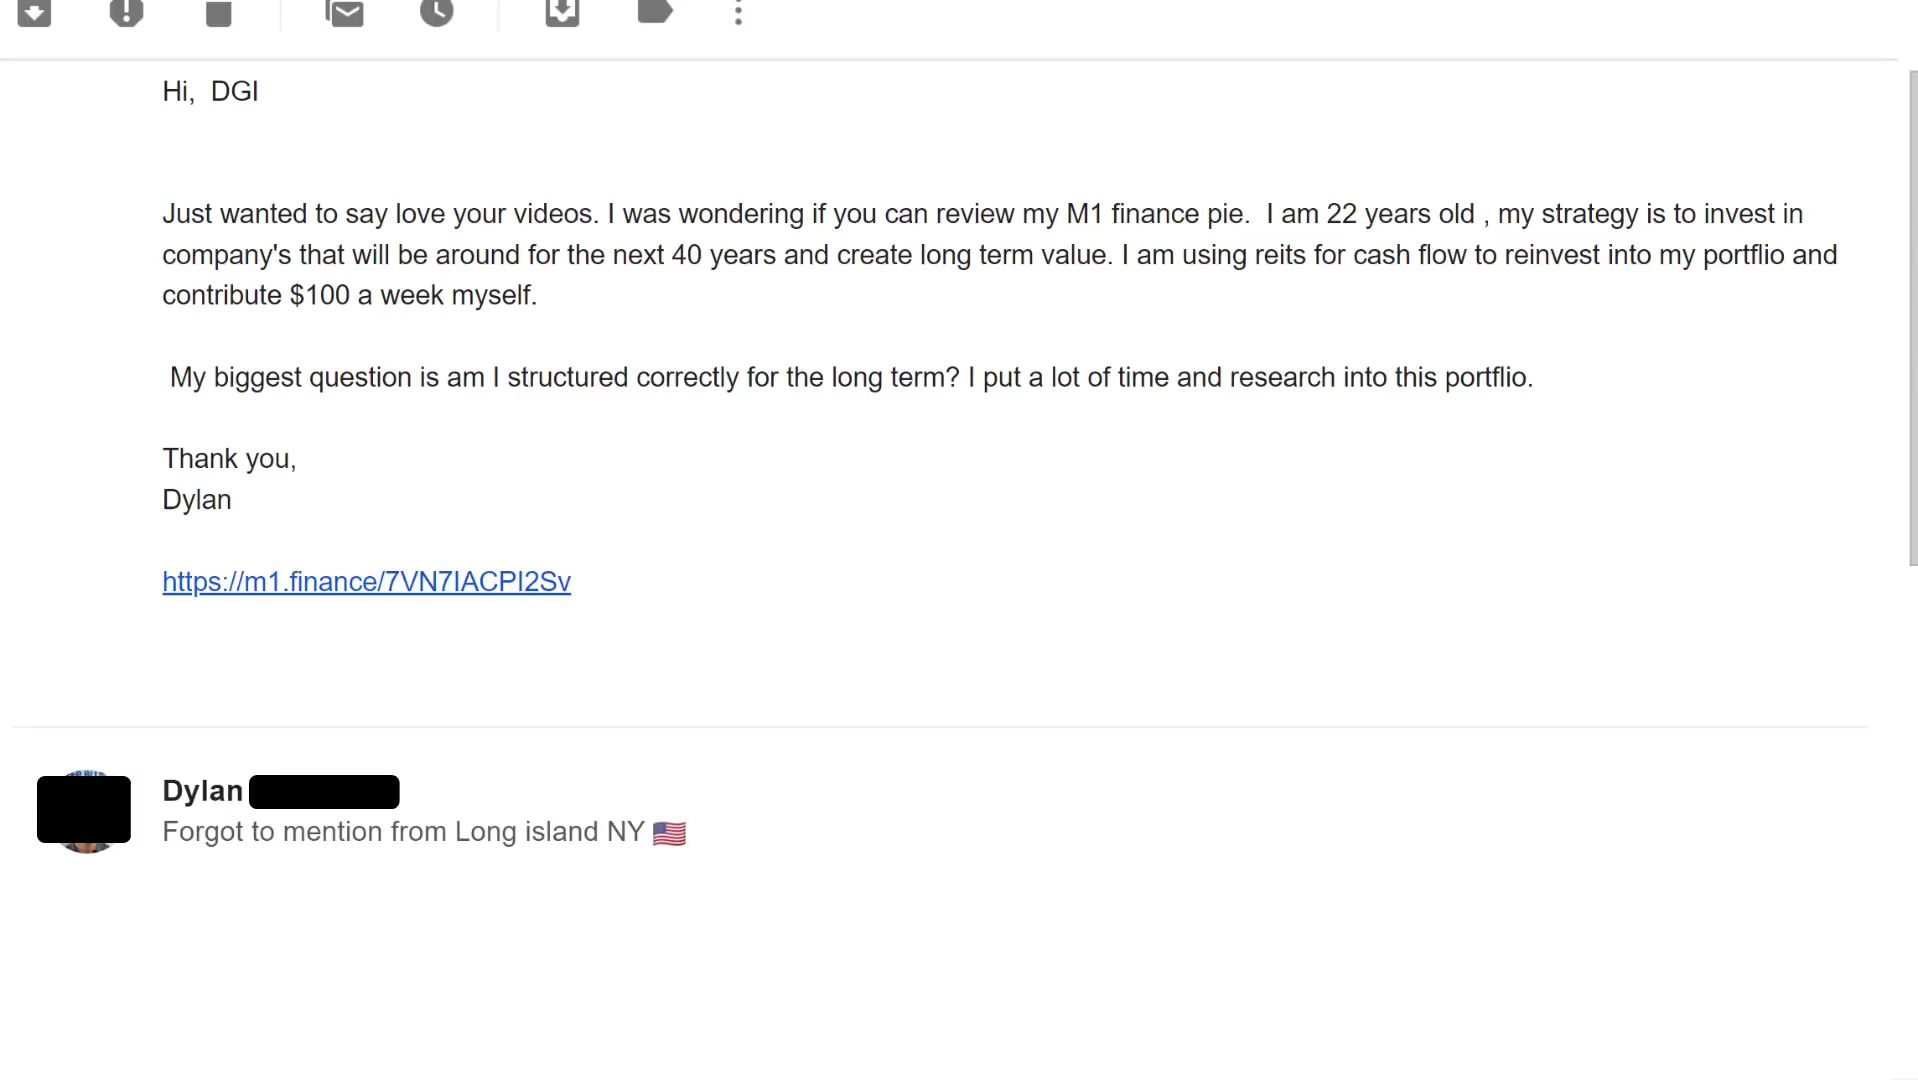 Hi,  DGI
Just wanted to say love your videos. I was wondering if you can review my M1 finance pie.  I am 22 years old , my strategy is to invest in
company's that will be around for the next 40 years and create long term value. I am using reits for cash flow to reinvest into my portflio and
contribute $100 a week myself.
My biggest question is am I structured correctly for the long term? I put a lot of time and research into this portflio.
Thank you,
Dylan
https://m1.finance/7VN7IACPI2Sv
Dylan
Forgot to mention from Long island NY 🇺🇸